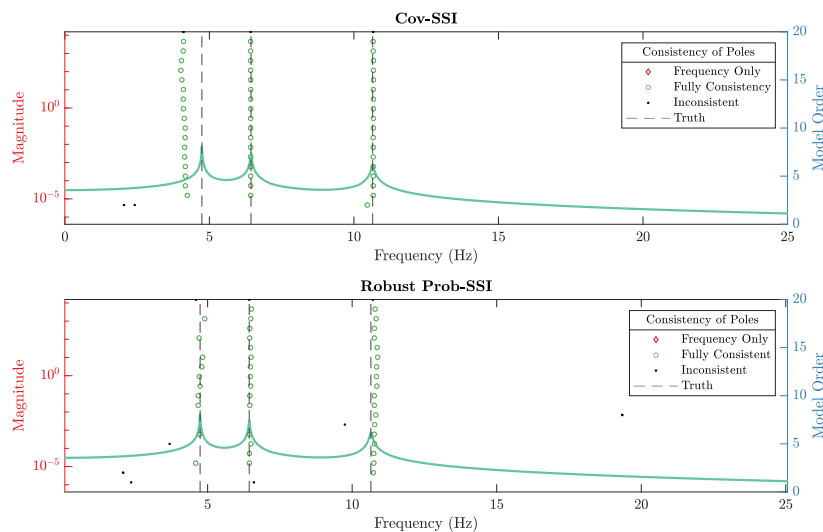 Cov-SSI
Consistency of Poles
Frequency Only
Fully Consistency
Inconsistent
Truth
Magnitude
10^0
10^-5
Model Order
20
15
10
5
0
0 5 10 15 20 25
Frequency (Hz)
Robust Prob-SSI
Consistency of Poles
Frequency Only
Fully Consistent
Inconsistent
Truth
Magnitude
10^0
10^-5
Model Order
20
15
10
5
0
5 10 15 20 25
Frequency (Hz)